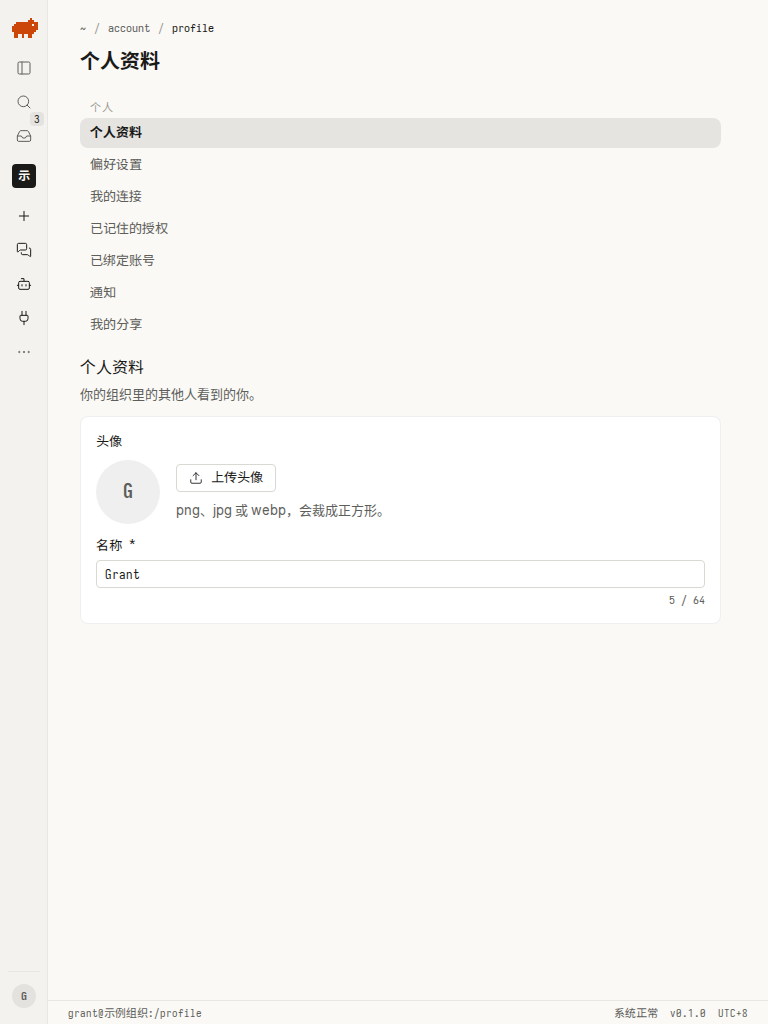 ~ / account / profile
个人资料
3
示
个人
个人资料
偏好设置
我的连接
已记住的授权
已绑定账号
通知
我的分享
个人资料
你的组织里的其他人看到的你。
头像
G
上传头像
png、jpg 或 webp，会裁成正方形。
名称 *
Grant
5 / 64
G
grant@示例组织:/profile
系统正常 v0.1.0 UTC+8